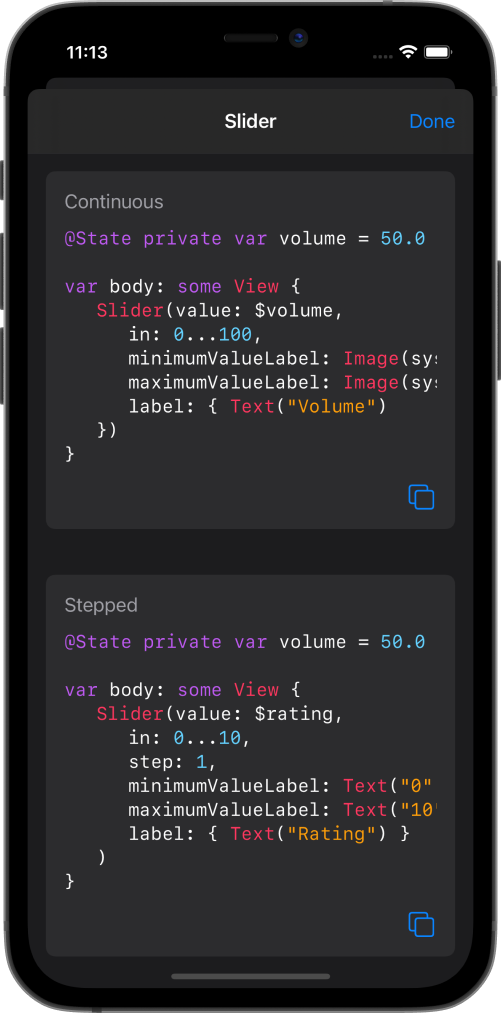 11:13
Slider
Done
Continuous
@State private var volume = 50.0
var body: some View {
Slider(value: $volume,
in: 0...100,
minimumValueLabel: Image(sys
maximumValueLabel: Image(sys
label: { Text("Volume")
})
}
Stepped
@State private var volume = 50.0
var body: some View {
Slider(value: $rating,
in: 0...10,
step: 1,
minimumValueLabel: Text("0"
maximumValueLabel: Text("10"
label: { Text("Rating") }
)
}